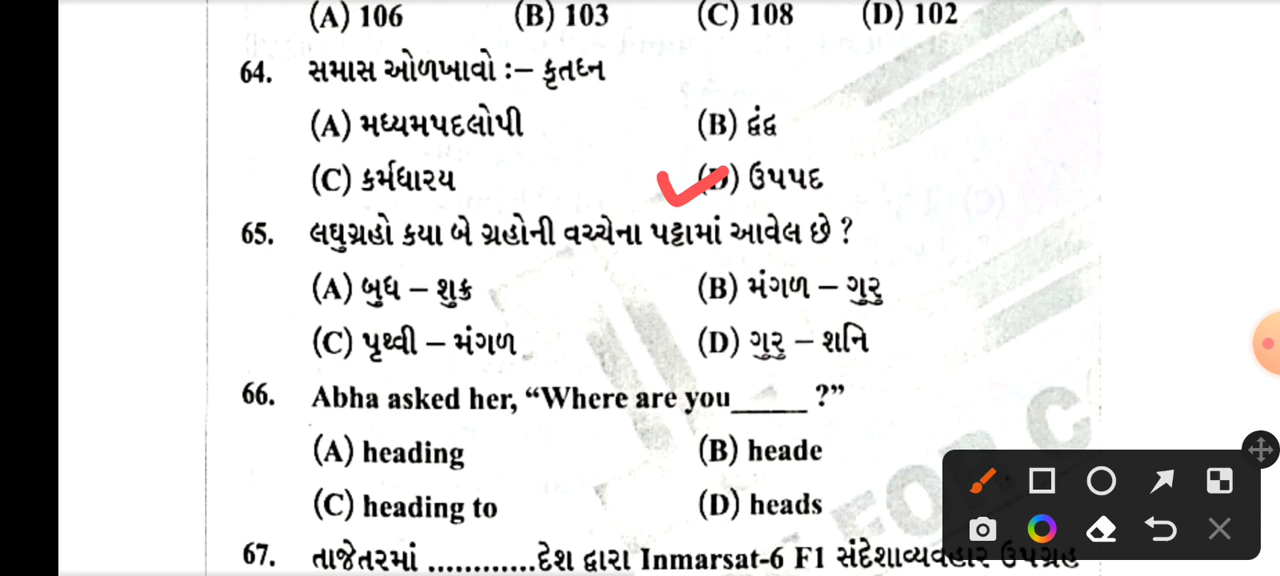 (A) 106 (B) 103 (C) 108 (D) 102
64. સમાસ ઓળખાવો :– કૃતઘ્ન
(A) મધ્યમપદલોપી (B) દ્વંદ્વ
(C) કર્મધારય (D) ઉપપદ
65. લઘુગ્રહો કયા બે ગ્રહોની વચ્ચેના પટ્ટામાં આવેલ છે ?
(A) બુધ – શુક્ર (B) મંગળ – ગુરુ
(C) પૃથ્વી – મંગળ (D) ગુરુ – શનિ
66. Abha asked her, “Where are you_____ ?”
(A) heading (B) heade
(C) heading to (D) heads
67. તાજેતરમાં ............દેશ દ્વારા Inmarsat-6 F1 સંદેશાવ્યવહાર ઉપગ્રહ